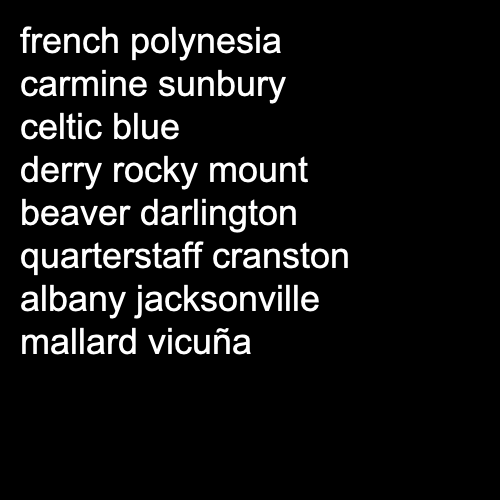 french polynesia
carmine sunbury
celtic blue
derry rocky mount
beaver darlington
quarterstaff cranston
albany jacksonville
mallard vicuña